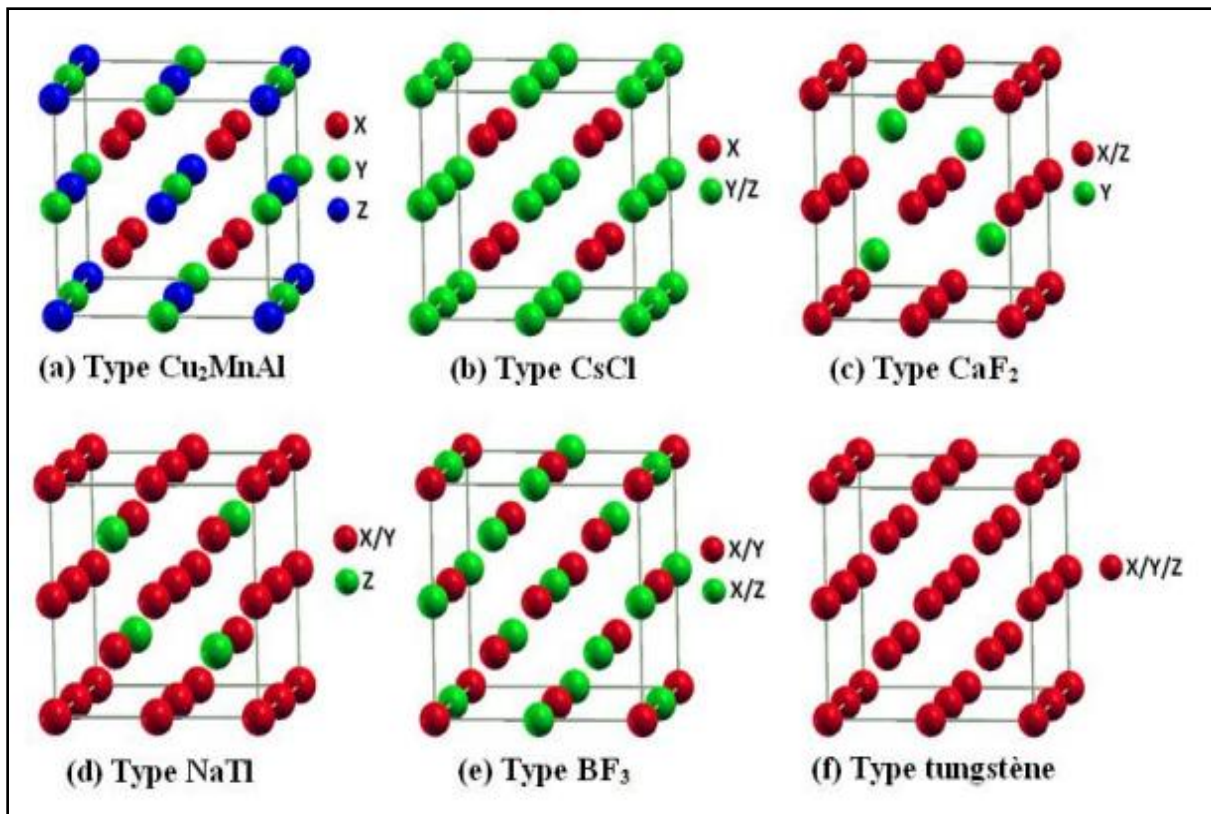 X
Y
Z
(a) Type Cu₂MnAl
X
Y/Z
(b) Type CsCl
X/Z
Y
(c) Type CaF₂
X/Y
Z
(d) Type NaTl
X/Y
X/Z
(e) Type BF₃
X/Y/Z
(f) Type tungstène